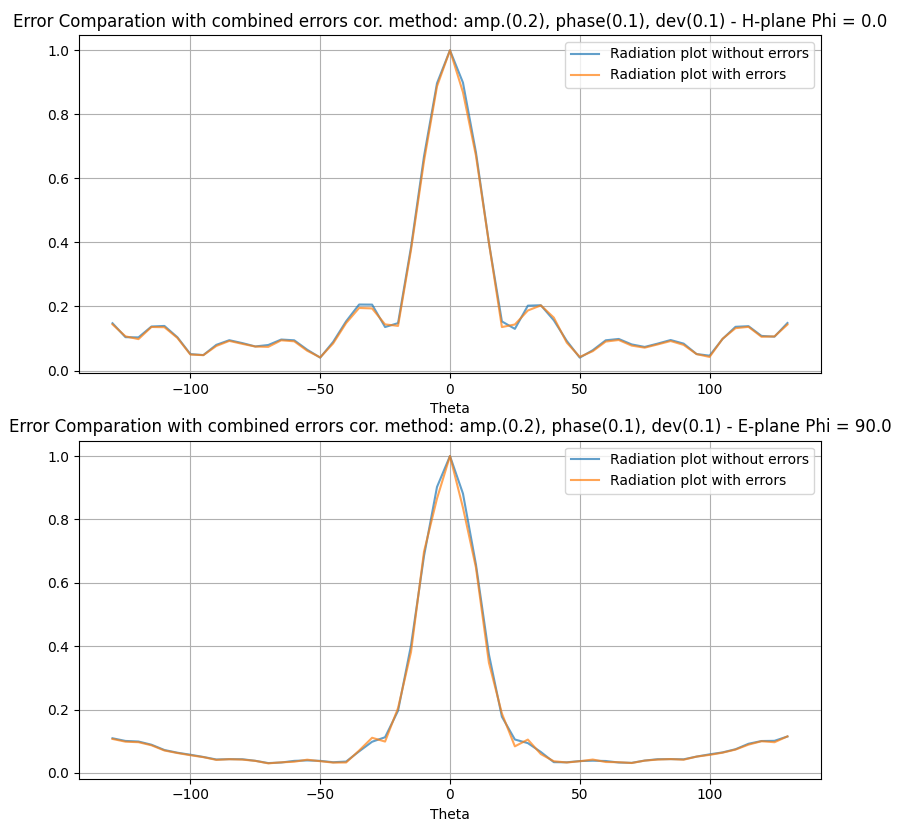 Error Comparation with combined errors cor. method: amp.(0.2), phase(0.1), dev(0.1) - H-plane Phi = 0.0
1.0
0.8
0.6
0.4
0.2
0.0
Radiation plot without errors
Radiation plot with errors
−100
−50
0
50
100
Theta
Error Comparation with combined errors cor. method: amp.(0.2), phase(0.1), dev(0.1) - E-plane Phi = 90.0
1.0
0.8
0.6
0.4
0.2
0.0
Radiation plot without errors
Radiation plot with errors
−100
−50
0
50
100
Theta